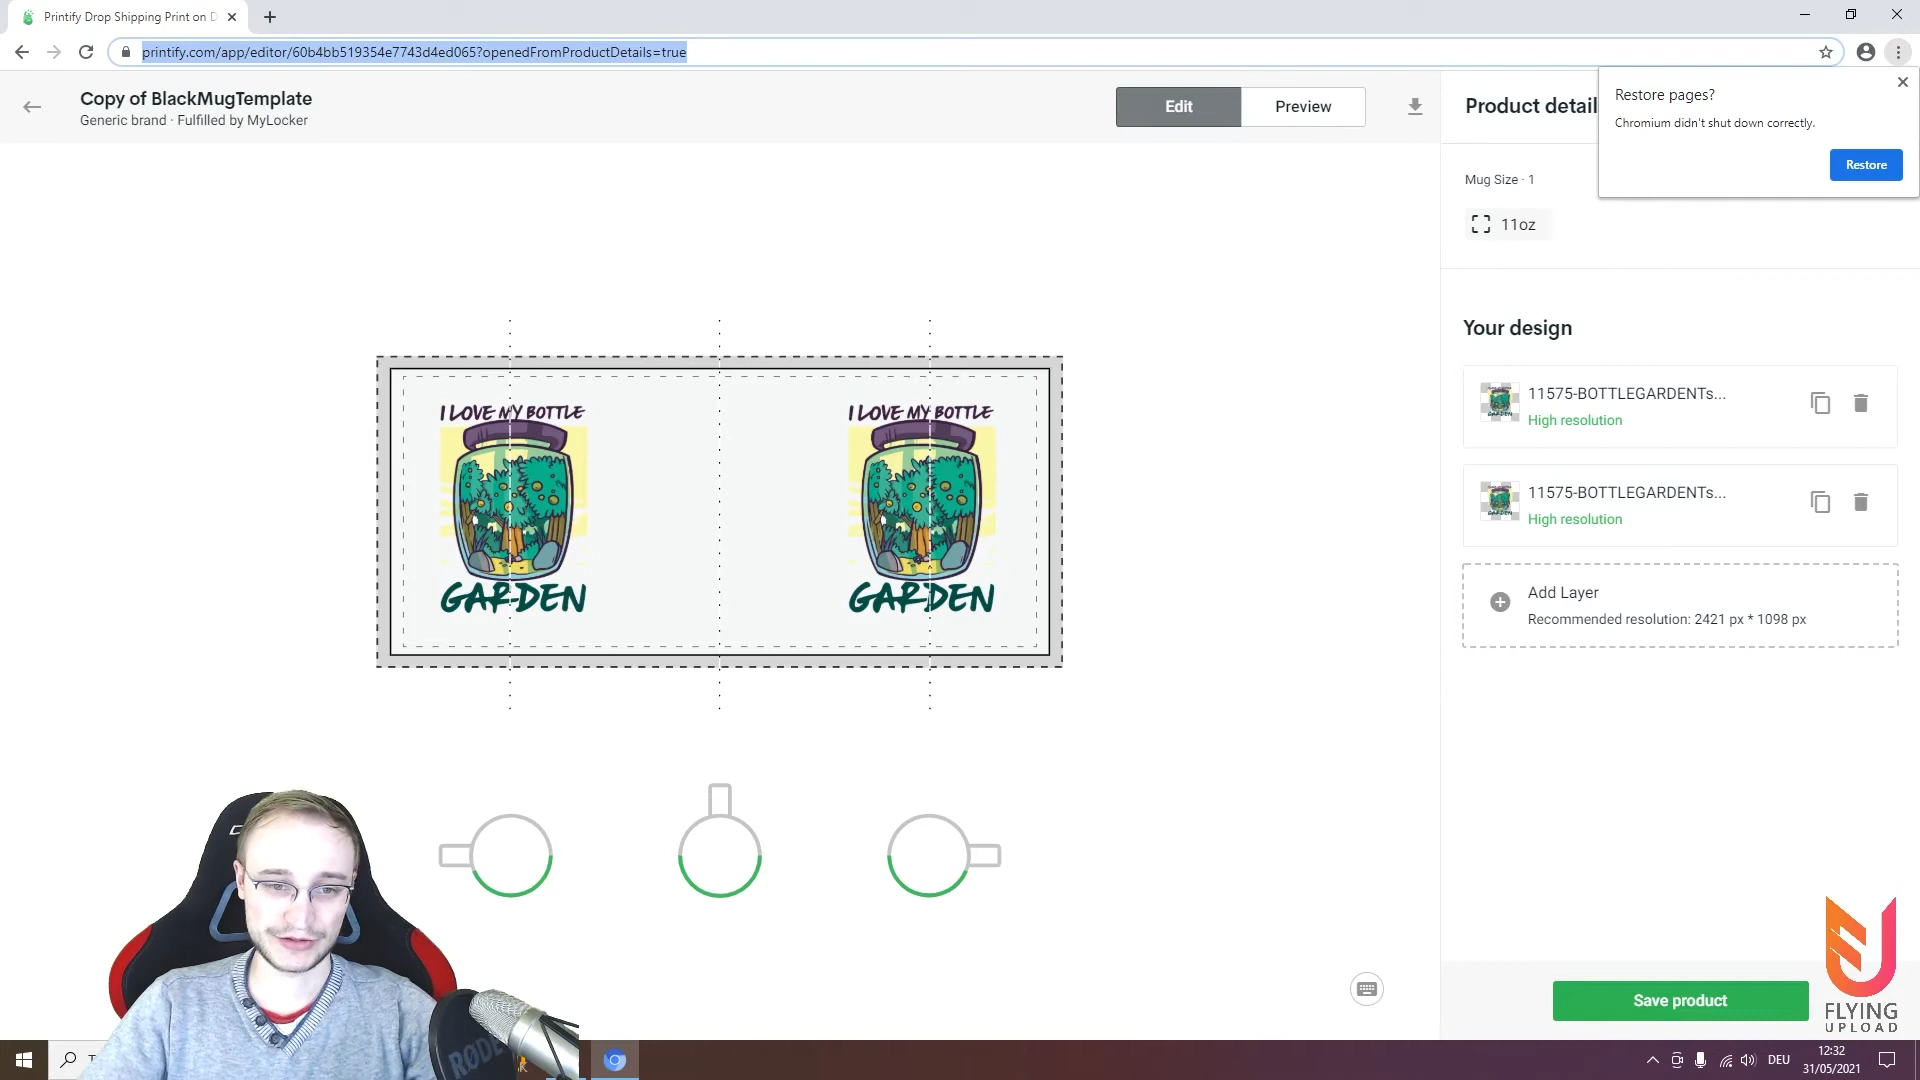 Printify Drop Shipping Print on D
printify.com/app/editor/60b4bb519354e7743d4ed065?openedFromProductDetails=true
Copy of BlackMugTemplate
Generic brand · Fulfilled by MyLocker
Edit
Preview
Product detail
Restore pages?
Chromium didn't shut down correctly.
Restore
Mug Size · 1
11oz
Your design
11575-BOTTLEGARDENTs...
High resolution
11575-BOTTLEGARDENTs...
High resolution
Add Layer
Recommended resolution: 2421 px * 1098 px
I LOVE MY BOTTLE
GARDEN
I LOVE MY BOTTLE
GARDEN
Save product
FLYING
UPLOAD
RØDE
T
DEU
12:32
31/05/2021